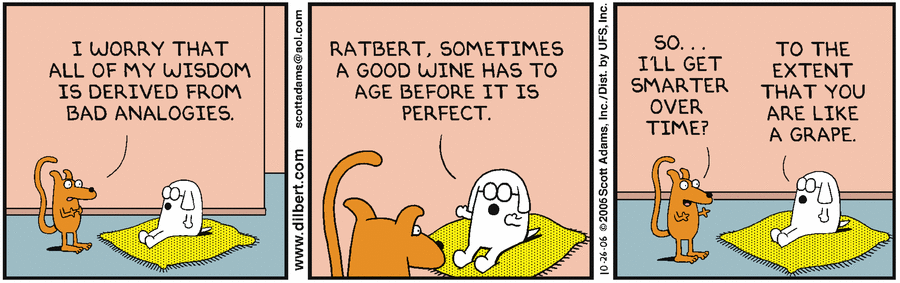 I WORRY THAT
ALL OF MY WISDOM
IS DERIVED FROM
BAD ANALOGIES.
www.dilbert.com scottadams@aol.com
RATBERT, SOMETIMES
A GOOD WINE HAS TO
AGE BEFORE IT IS
PERFECT.
10-26-06 © 2006 Scott Adams, Inc./Dist. by UFS, Inc.
SO...
I'LL GET
SMARTER
OVER
TIME?
TO THE
EXTENT
THAT YOU
ARE LIKE
A GRAPE.